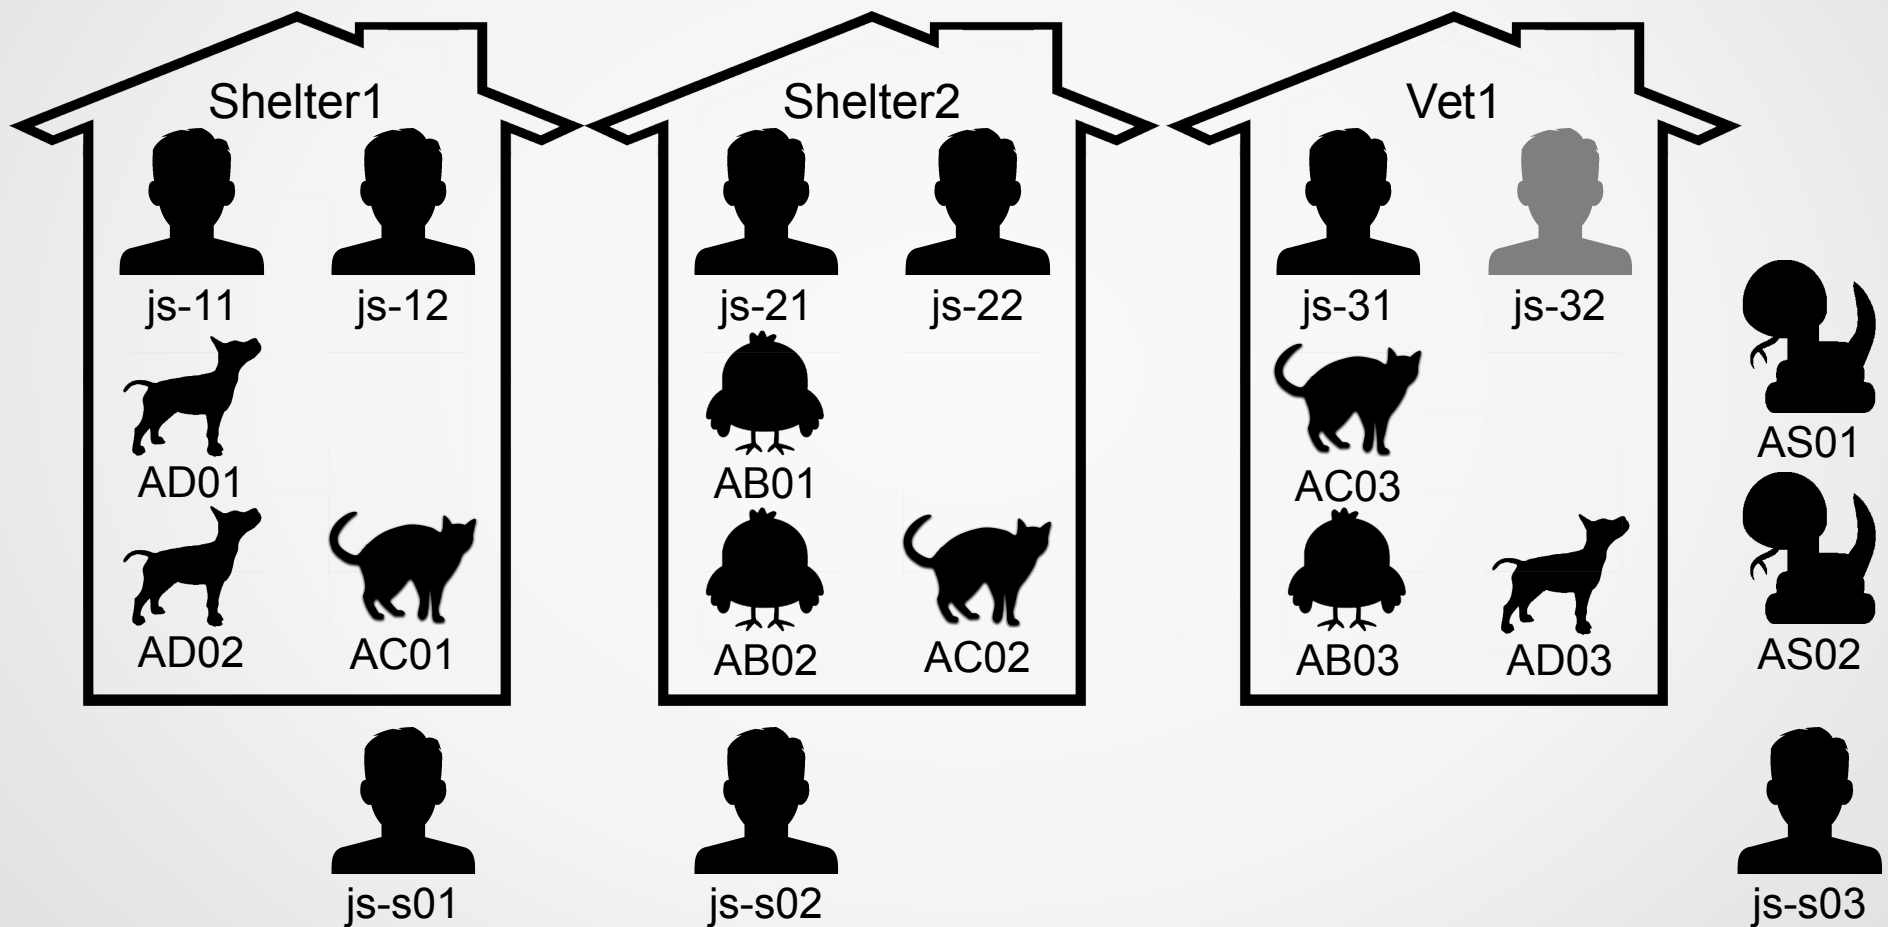 Shelter1
js-11
js-12
AD01
AD02
AC01
Shelter2
js-21
js-22
AB01
AB02
AC02
Vet1
js-31
js-32
AC03
AB03
AD03
AS01
AS02
js-s01
js-s02
js-s03